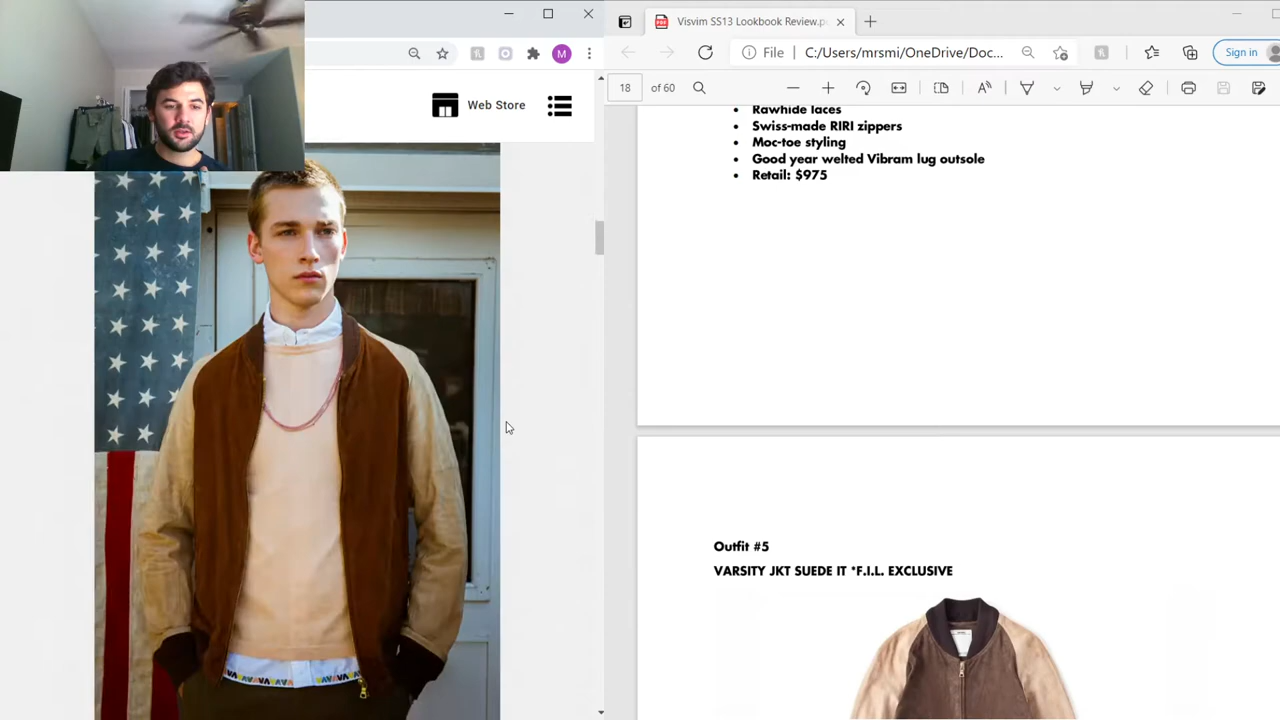 Visvim SS13 Lookbook Review.p
File
C:/Users/mrsmi/OneDrive/Doc...
Sign in
M
Web Store
18 of 60
Rawhide laces
• Swiss-made RIRI zippers
• Moc-toe styling
• Good year welted Vibram lug outsole
• Retail: $975
Outfit #5
VARSITY JKT SUEDE IT *F.I.L. EXCLUSIVE